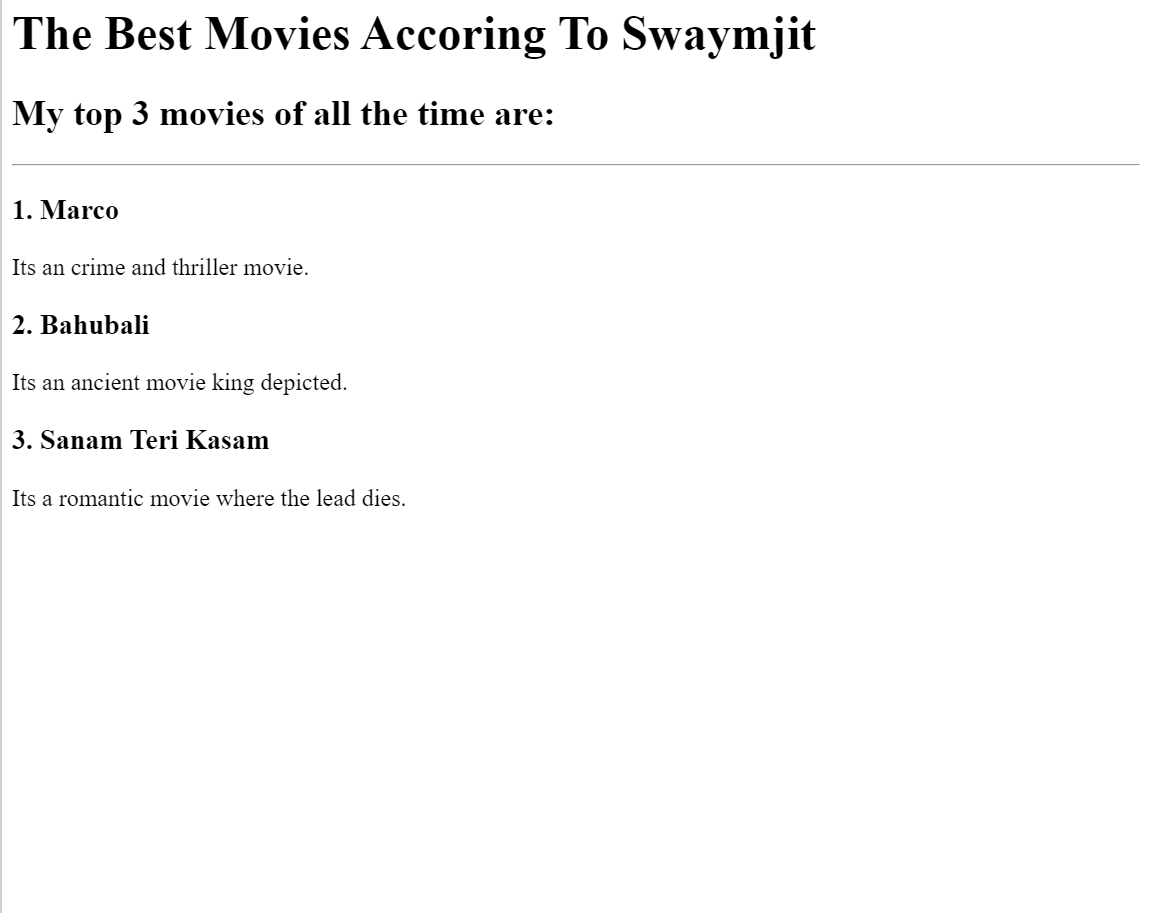 The Best Movies Accoring To Swaymjit
My top 3 movies of all the time are:
1. Marco
Its an crime and thriller movie.
2. Bahubali
Its an ancient movie king depicted.
3. Sanam Teri Kasam
Its a romantic movie where the lead dies.